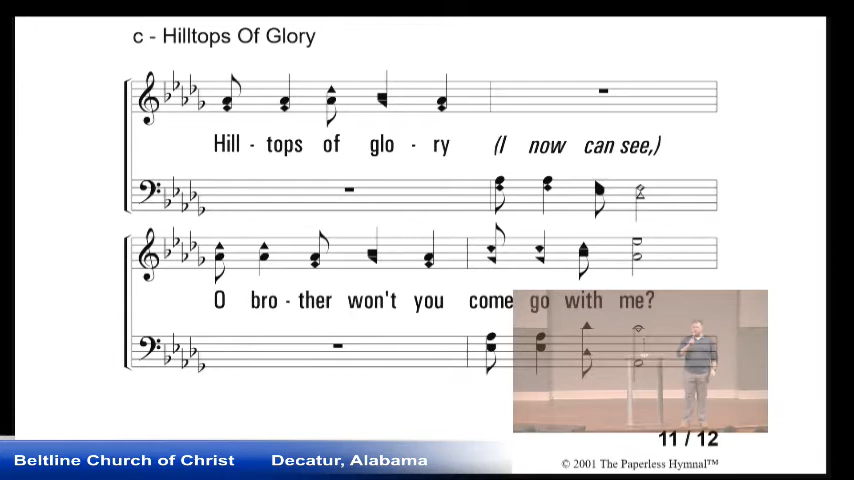 c - Hilltops Of Glory
Hill - tops of glo - ry (I now can see,)
O bro - ther won't you come go with me?
11 / 12
Beltline Church of Christ Decatur, Alabama
© 2001 The Paperless Hymnal™